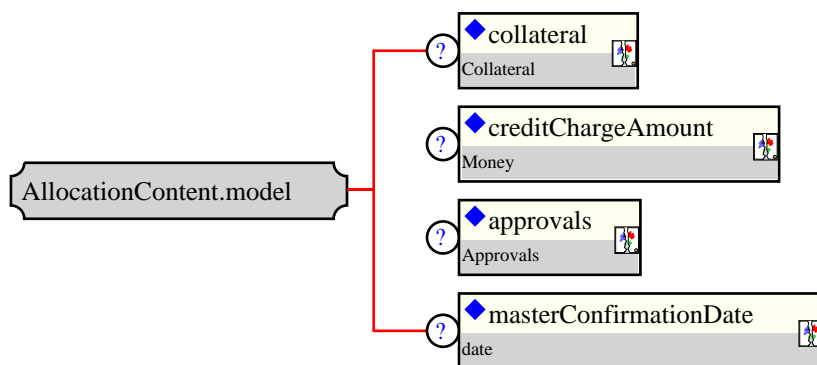 collateral
?
Collateral
creditChargeAmount
?
Money
AllocationContent.model
approvals
?
Approvals
masterConfirmationDate
?
date